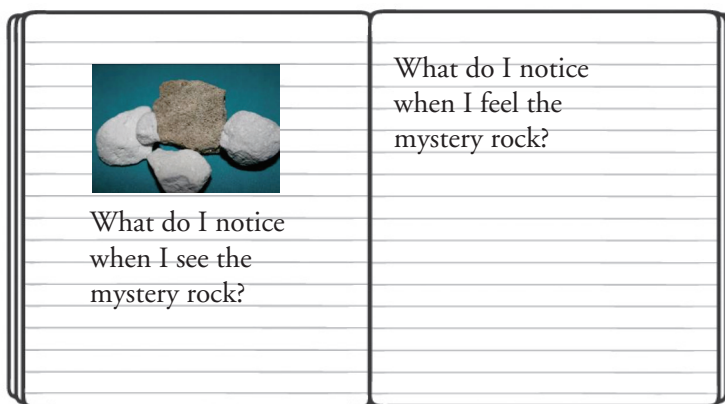 What do I notice
when I see the
mystery rock?
What do I notice
when I feel the
mystery rock?